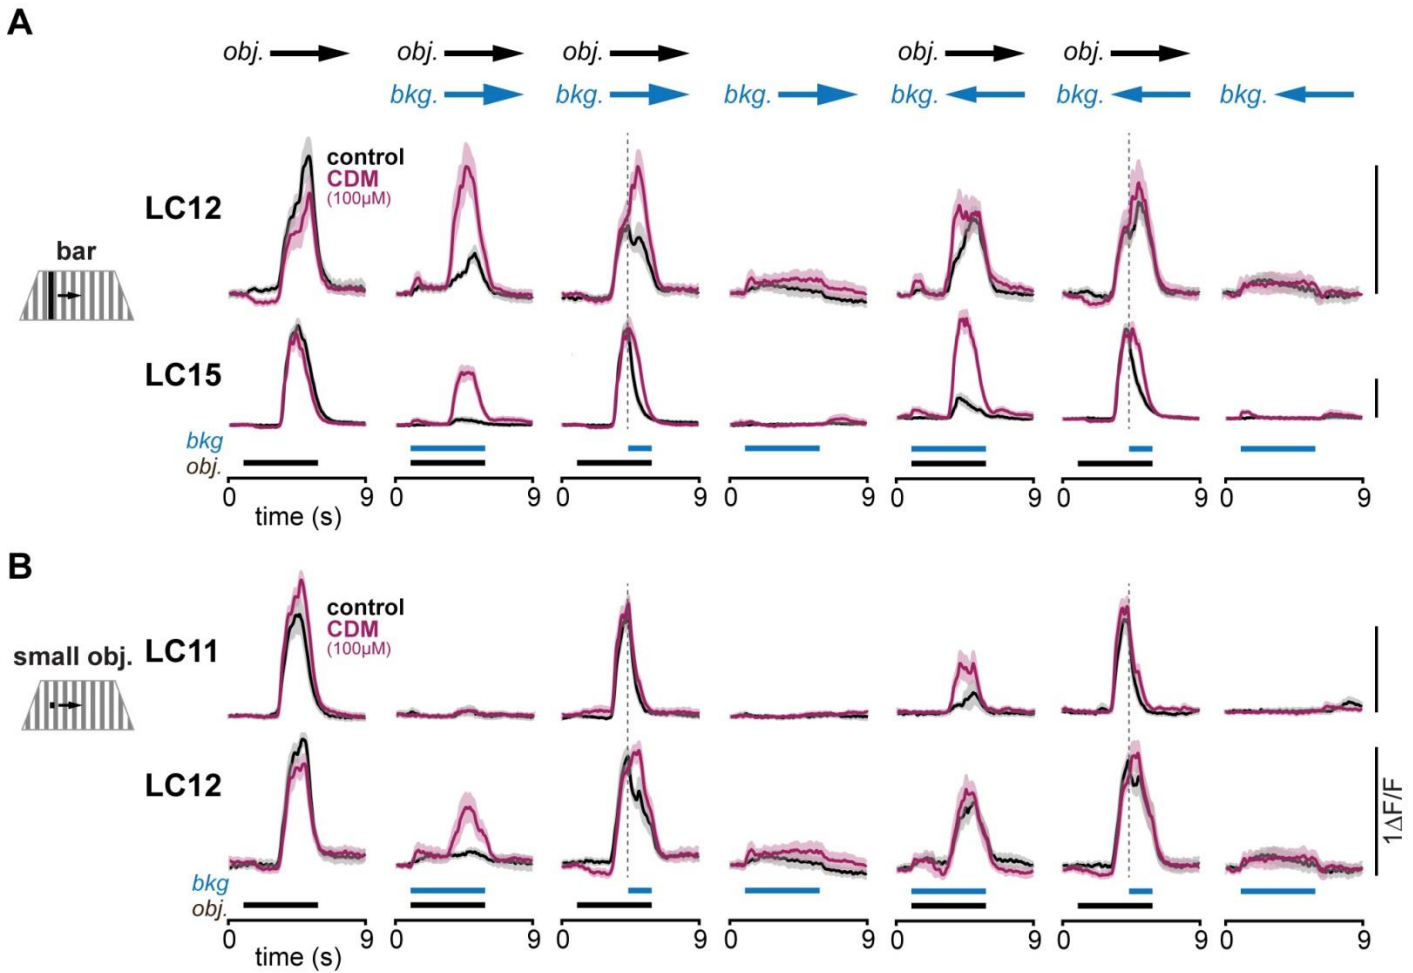 A
obj. obj. obj. obj. obj.
bkg. bkg. bkg. bkg. bkg. bkg.
control
CDM
(100µM)
LC12
bar
LC15
bkg
obj.
0 9 0 9 0 9 0 9 0 9 0 9 0 9
time (s)
B
control
CDM
(100µM)
LC11
small obj.
LC12
1ΔF/F
bkg
obj.
0 9 0 9 0 9 0 9 0 9 0 9 0 9
time (s)